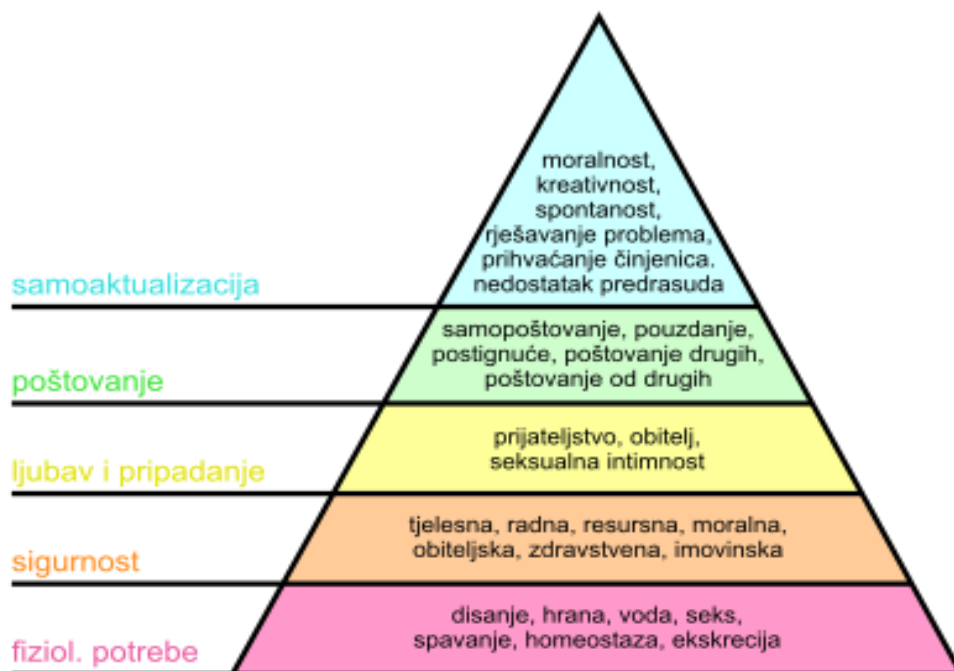 moralnost,
kreativnost,
spontanost,
rješavanje problema,
prihvaćanje činjenica.
nedostatak predrasuda
samoaktualizacija
samopoštovanje, pouzdanje,
postignuće, poštovanje drugih,
poštovanje od drugih
poštovanje
prijateljstvo, obitelj,
seksualna intimnost
ljubav i pripadanje
tjelesna, radna, resursna, moralna,
obiteljska, zdravstvena, imovinska
sigurnost
disanje, hrana, voda, seks,
spavanje, homeostaza, ekskrecija
fiziol. potrebe